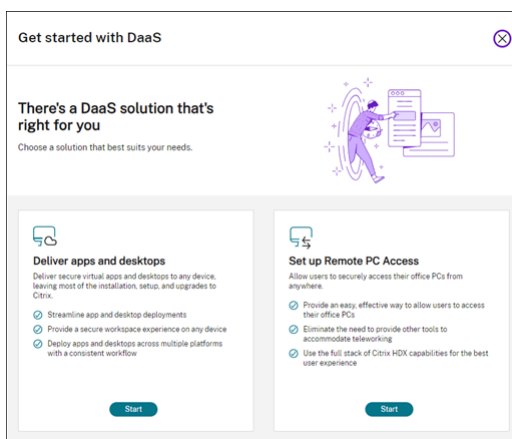 Get started with DaaS
There's a DaaS solution that's
right for you
Choose a solution that best suits your needs.
Deliver apps and desktops
Deliver secure virtual apps and desktops to any device,
leaving most of the installation, setup, and upgrades to
Citrix.
Streamline app and desktop deployments
Provide a secure workspace experience on any device
Deploy apps and desktops across multiple platforms
with a consistent workflow
Start
Set up Remote PC Access
Allow users to securely access their office PCs from
anywhere.
Provide an easy, effective way to allow users to access
their office PCs
Eliminate the need to provide other tools to
accommodate teleworking
Use the full stack of Citrix HDX capabilities for the best
user experience
Start